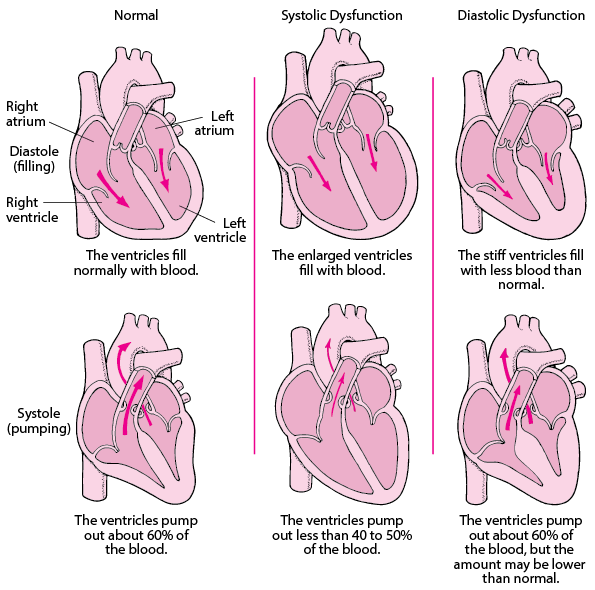 Normal
Systolic Dysfunction
Diastolic Dysfunction
Right
atrium
Left
atrium
Diastole
(filling)
Right
ventricle
Left
ventricle
The ventricles fill
normally with blood.
The enlarged ventricles
fill with blood.
The stiff ventricles fill
with less blood than
normal.
Systole
(pumping)
The ventricles pump
out about 60% of
the blood.
The ventricles pump
out less than 40 to 50%
of the blood.
The ventricles pump
out about 60% of
the blood, but the
amount may be lower
than normal.